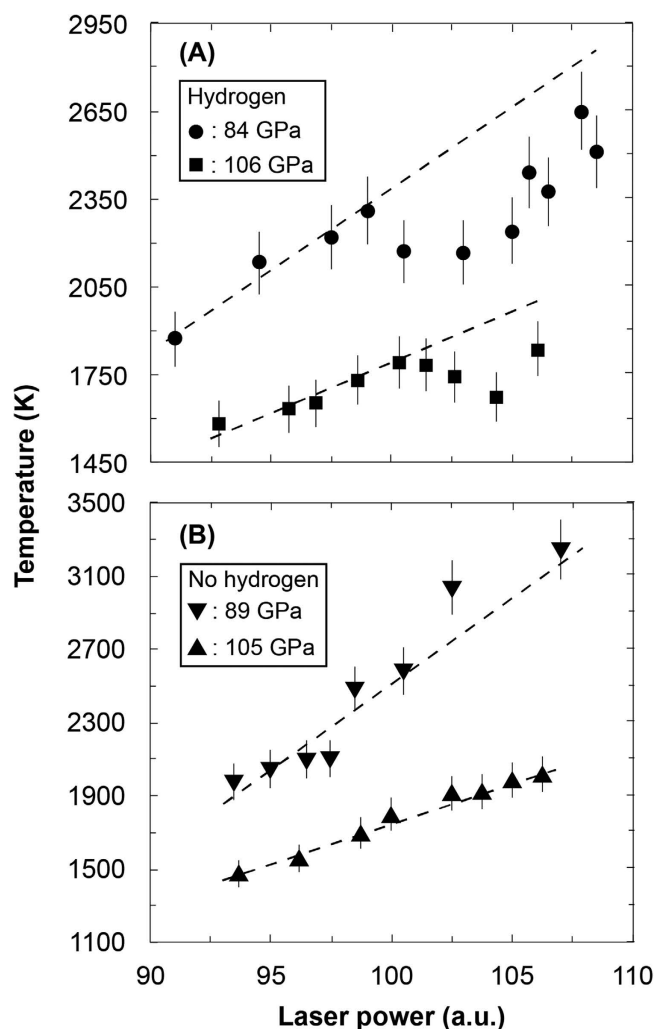 2950
(A)
Hydrogen
: 84 GPa
: 106 GPa
2650
2350
2050
1750
1450
Temperature (K)
3500
(B)
No hydrogen
: 89 GPa
: 105 GPa
3100
2700
2300
1900
1500
1100
90 95 100 105 110
Laser power (a.u.)